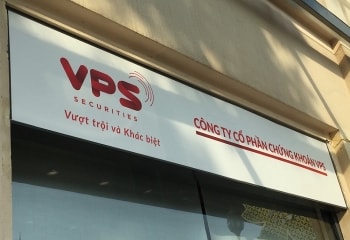 VPS
SECURITIES
Vượt trội và Khác biệt
CÔNG TY CỔ PHẦN CHỨNG KHOÁN VPS